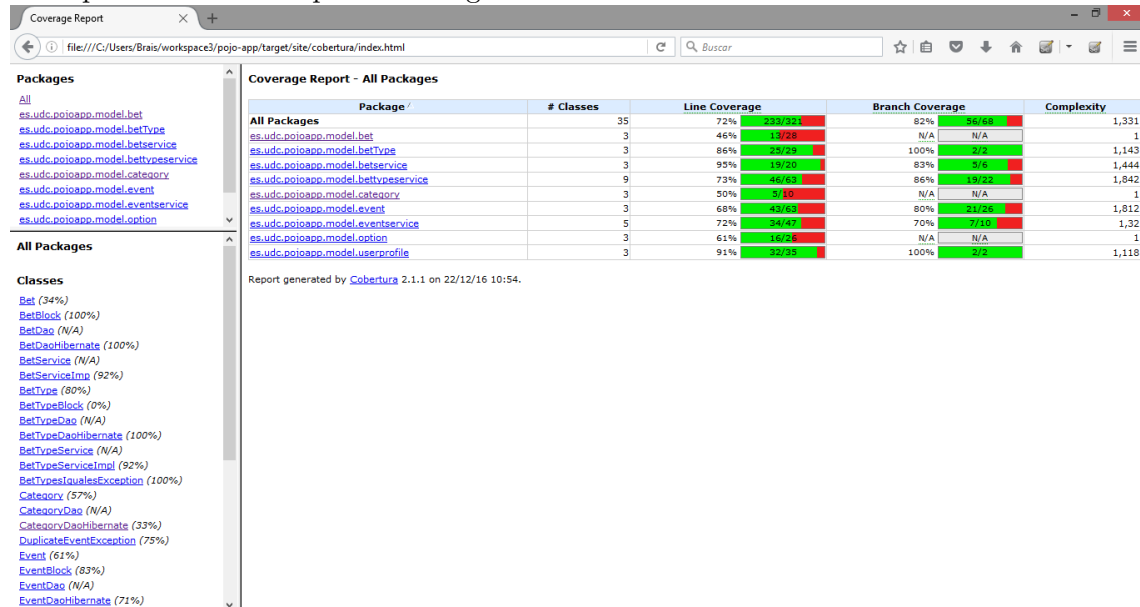 Coverage Report
file:///C:/Users/Brais/workspace3/pojo-app/target/site/cobertura/index.html
Buscar
Packages
All
es.udc.pojoapp.model.bet
es.udc.pojoapp.model.betType
es.udc.pojoapp.model.betservice
es.udc.pojoapp.model.bettypeservice
es.udc.pojoapp.model.category
es.udc.pojoapp.model.event
es.udc.pojoapp.model.eventservice
es.udc.pojoapp.model.option
All Packages
Classes
Bet (34%)
BetBlock (100%)
BetDao (N/A)
BetDaoHibernate (100%)
BetService (N/A)
BetServiceImp (92%)
BetType (80%)
BetTypeBlock (0%)
BetTypeDao (N/A)
BetTypeDaoHibernate (100%)
BetTypeService (N/A)
BetTypeServiceImpl (92%)
BetTypesIgualesException (100%)
Category (57%)
CategoryDao (N/A)
CategoryDaoHibernate (33%)
DuplicateEventException (75%)
Event (61%)
EventBlock (83%)
EventDao (N/A)
EventDaoHibernate (71%)
Coverage Report - All Packages
Package # Classes Line Coverage Branch Coverage Complexity
All Packages 35 72% 233/321 82% 56/68 1,331
es.udc.pojoapp.model.bet 3 46% 13/28 N/A N/A 1
es.udc.pojoapp.model.betType 3 86% 25/29 100% 2/2 1,143
es.udc.pojoapp.model.betservice 3 95% 19/20 83% 5/6 1,444
es.udc.pojoapp.model.bettypeservice 9 73% 46/63 86% 19/22 1,842
es.udc.pojoapp.model.category 3 50% 5/10 N/A N/A 1
es.udc.pojoapp.model.event 3 68% 43/63 80% 21/26 1,812
es.udc.pojoapp.model.eventservice 5 72% 34/47 70% 7/10 1,32
es.udc.pojoapp.model.option 3 61% 16/26 N/A N/A 1
es.udc.pojoapp.model.userprofile 3 91% 32/35 100% 2/2 1,118
Report generated by Cobertura 2.1.1 on 22/12/16 10:54.